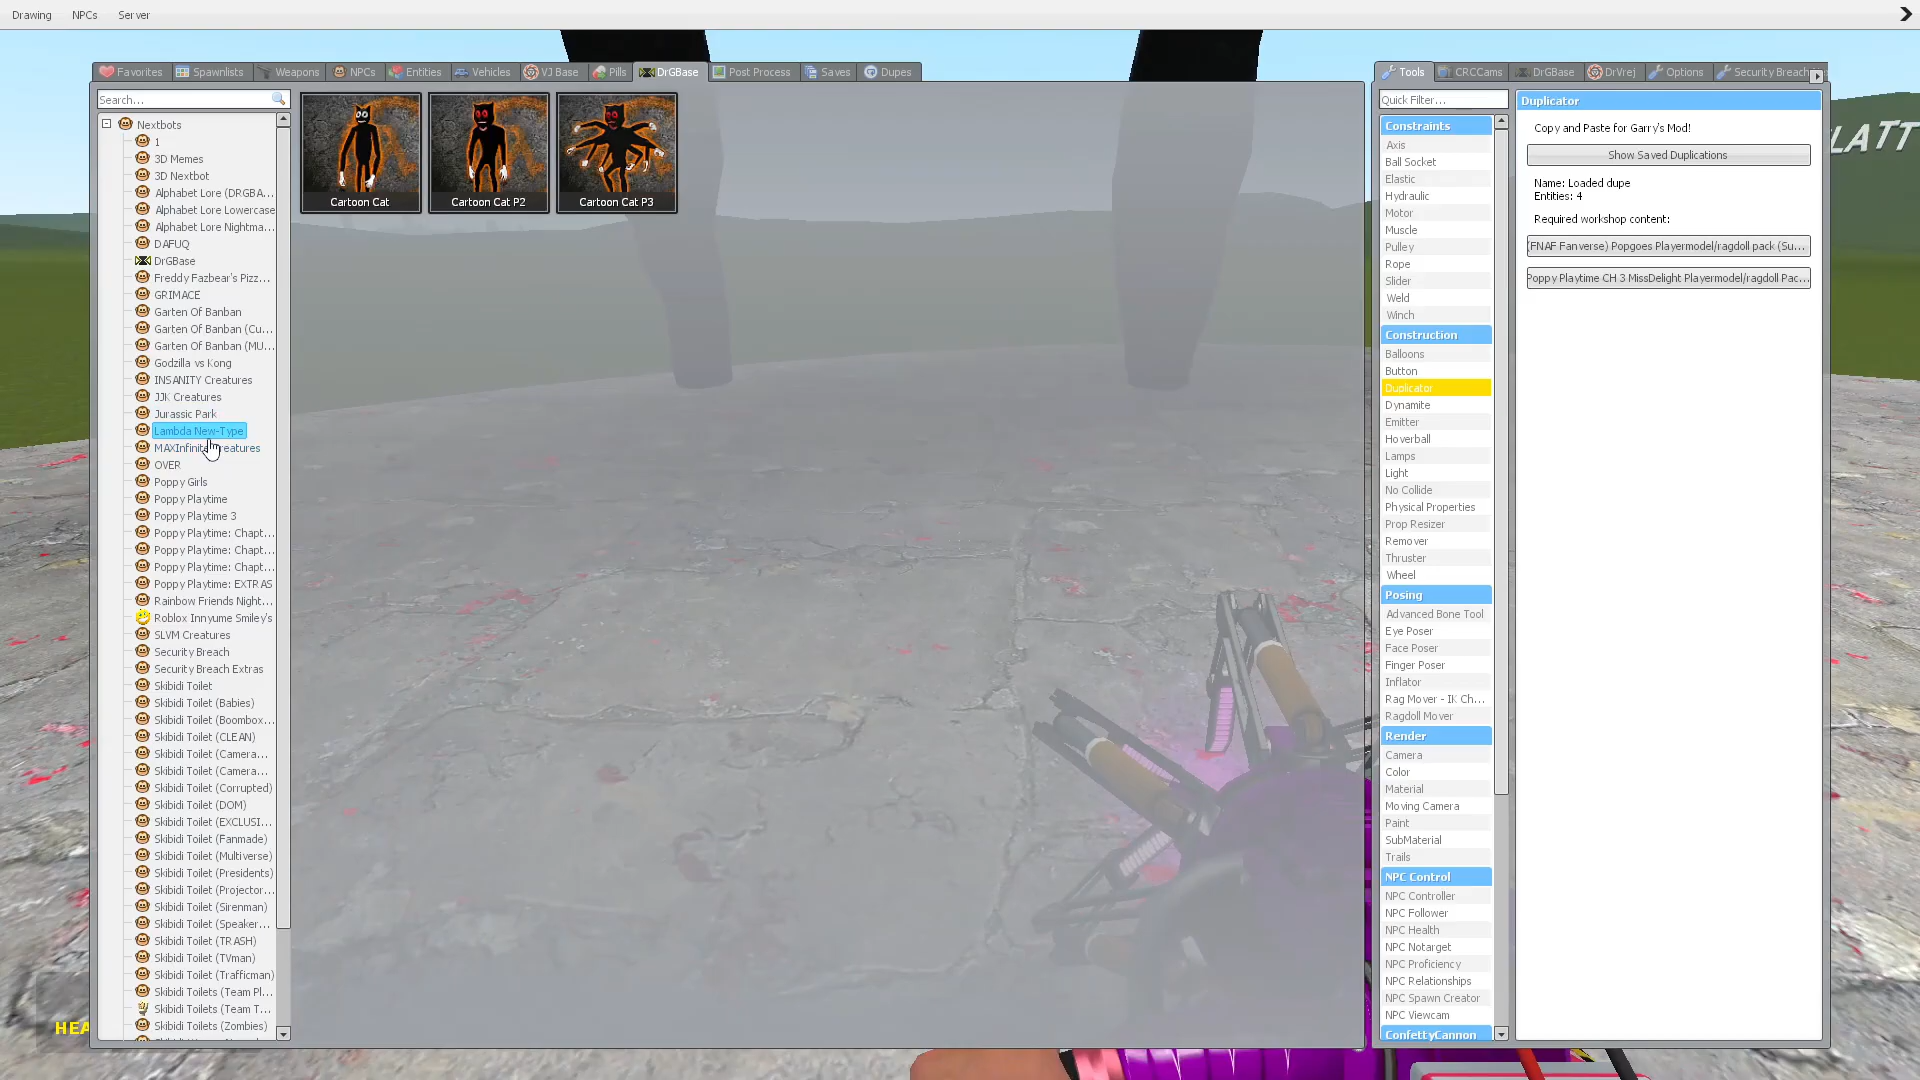 Drawing NPCs Server
Favorites Spawnlists Weapons NPCs Entities Vehicles VJ Base Pills DrGBase Post Process Saves Dupes
Search...
Nextbots
1
3D Memes
3D Nextbot
Alphabet Lore (DRGBA...
Alphabet Lore Lowercase
Alphabet Lore Nightma...
DAFUQ
DrGBase
Freddy Fazbear's Pizz...
GRIMACE
Garten Of Banban
Garten Of Banban (Cu...
Garten Of Banban (MU...
Godzilla vs Kong
INSANITY Creatures
JJK Creatures
Jurassic Park
Lambda New-Type
MAXInfinite Creatures
OVER
Poppy Girls
Poppy Playtime
Poppy Playtime 3
Poppy Playtime: Chapt...
Poppy Playtime: Chapt...
Poppy Playtime: Chapt...
Poppy Playtime: EXTRAS
Rainbow Friends Night...
Roblox Innyume Smiley's
SLVM Creatures
Security Breach
Security Breach Extras
Skibidi Toilet
Skibidi Toilet (Babies)
Skibidi Toilet (Boombox...
Skibidi Toilet (CLEAN)
Skibidi Toilet (Camera...
Skibidi Toilet (Camera...
Skibidi Toilet (Corrupted)
Skibidi Toilet (DOM)
Skibidi Toilet (EXCLUSI...
Skibidi Toilet (Fanmade)
Skibidi Toilet (Multiverse)
Skibidi Toilet (Presidents)
Skibidi Toilet (Projector...
Skibidi Toilet (Sirenman)
Skibidi Toilet (Speaker...
Skibidi Toilet (TRASH)
Skibidi Toilet (TVman)
Skibidi Toilet (Trafficman)
Skibidi Toilets (Team Pl...
Skibidi Toilets (Team T...
Skibidi Toilets (Zombies)
Cartoon Cat Cartoon Cat P2 Cartoon Cat P3
HEA
Tools CRCCams DrGBase DrVrej Options Security Breach
Quick Filter...
Constraints
Axis
Ball Socket
Elastic
Hydraulic
Motor
Muscle
Pulley
Rope
Slider
Weld
Winch
Construction
Balloons
Button
Duplicator
Dynamite
Emitter
Hoverball
Lamps
Light
No Collide
Physical Properties
Prop Resizer
Remover
Thruster
Wheel
Posing
Advanced Bone Tool
Eye Poser
Face Poser
Finger Poser
Inflator
Rag Mover - IK Ch...
Ragdoll Mover
Render
Camera
Color
Material
Moving Camera
Paint
SubMaterial
Trails
NPC Control
NPC Controller
NPC Follower
NPC Health
NPC Notarget
NPC Proficiency
NPC Relationships
NPC Spawn Creator
NPC Viewcam
ConfettyCannon
Duplicator
Copy and Paste for Garry's Mod!
Show Saved Duplications
Name: Loaded dupe
Entities: 4
Required workshop content:
(FNAF Fanverse) Popgoes Playermodel/ragdoll pack (Su...
Poppy Playtime CH 3 MissDelight Playermodel/ragdoll Pac...
LATT